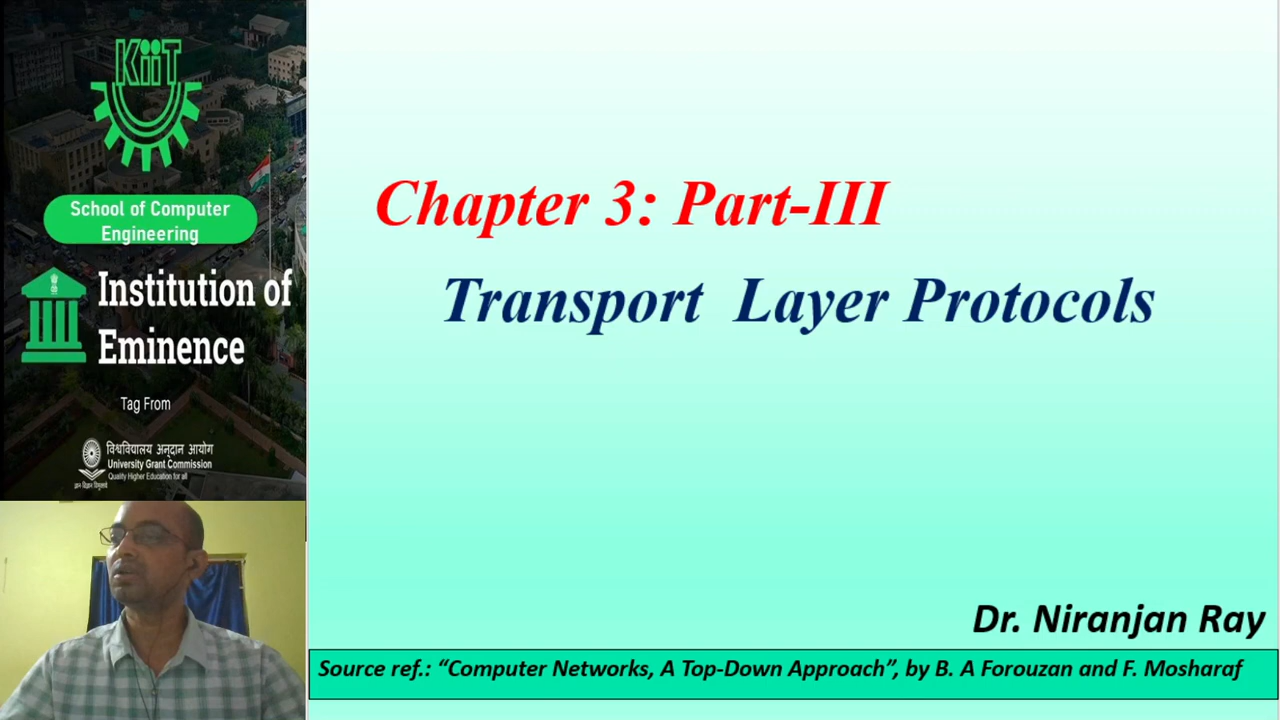 KiiT
School of Computer
Engineering
Institution of
Eminence
Tag From
विश्वविद्यालय अनुदान आयोग
University Grant Commission
Quality Higher Education for all
Chapter 3: Part-III
Transport Layer Protocols
Dr. Niranjan Ray
Source ref.: “Computer Networks, A Top-Down Approach”, by B. A Forouzan and F. Mosharaf